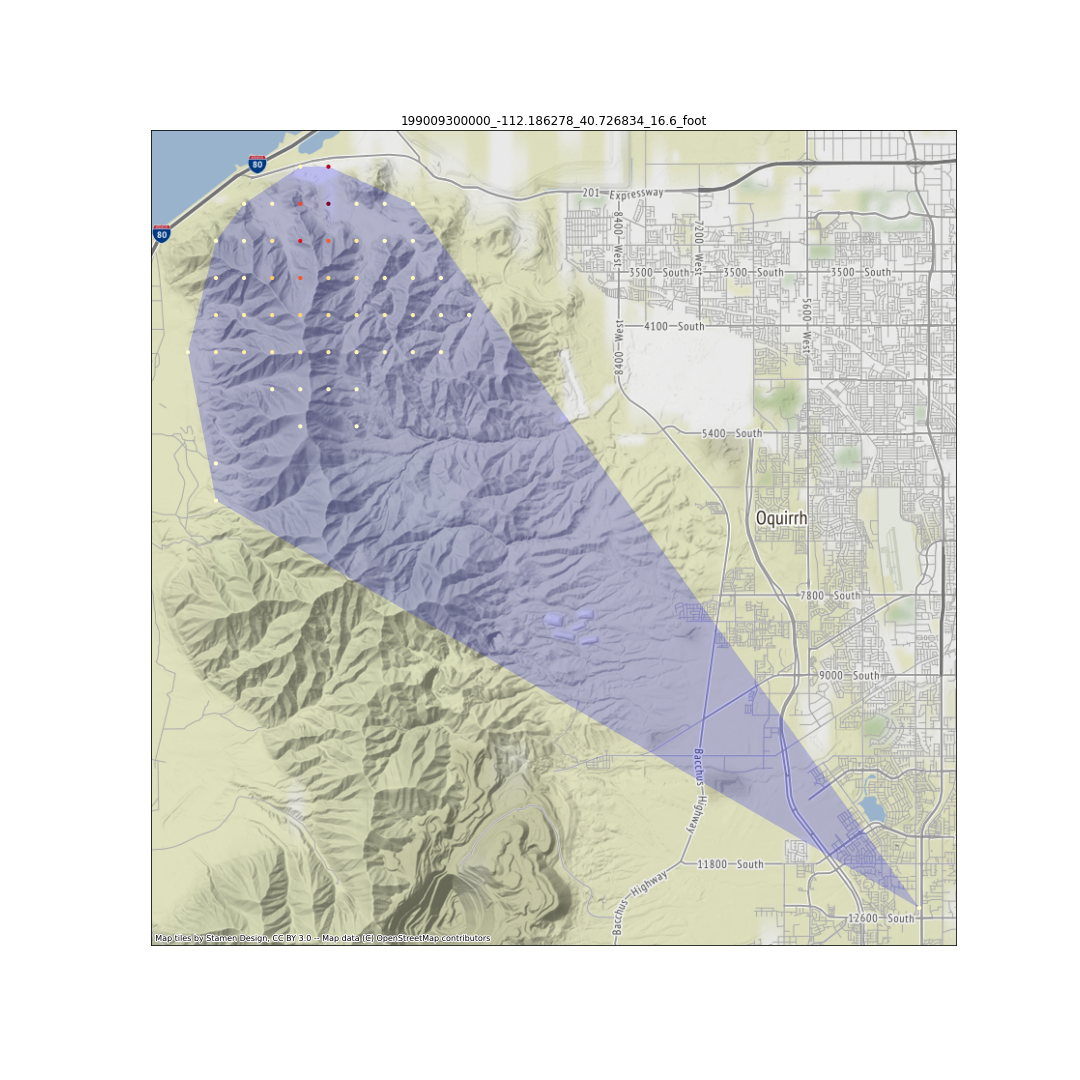 199009300000_-112.186278_40.726834_16.6_foot
80
201 Expressway
80
8400 West
7200 West
3500 South
3500 South
3500 South
5600 West
4100 South
8400 West
5400 South
Oquirrh
7800 South
9000 South
Bacchus Highway
11800 South
Bacchus Highway
12600 South
Map tiles by Stamen Design, CC BY 3.0 -- Map data (C) OpenStreetMap contributors